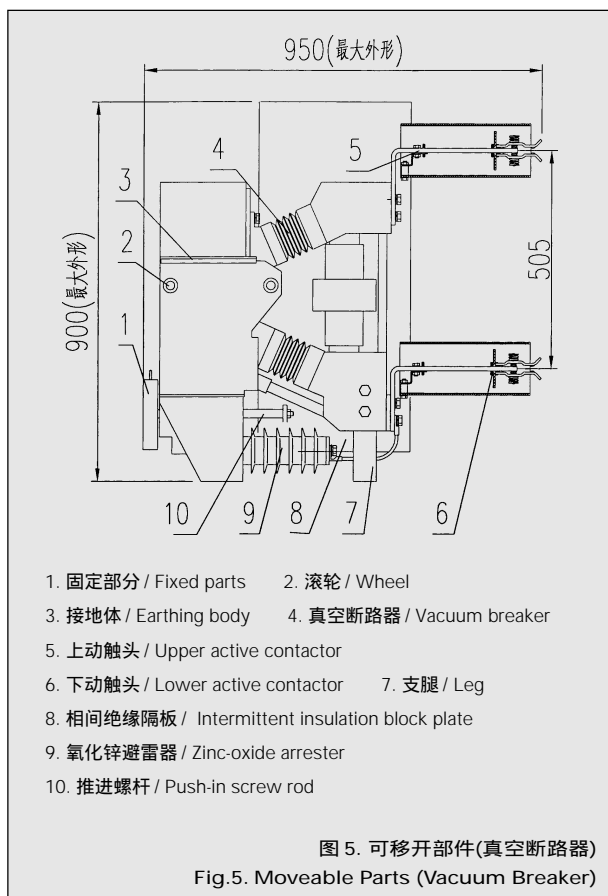 950(最大外形)
5
4
3
2
900(最大外形)
505
1
10
9
8
7
6
1. 固定部分 / Fixed parts 2. 滚轮 / Wheel
3. 接地体 / Earthing body 4. 真空断路器 / Vacuum breaker
5. 上动触头 / Upper active contactor
6. 下动触头 / Lower active contactor 7. 支腿 / Leg
8. 相间绝缘隔板 / Intermittent insulation block plate
9. 氧化锌避雷器 / Zinc-oxide arrester
10. 推进螺杆 / Push-in screw rod
图 5. 可移开部件(真空断路器)
Fig.5. Moveable Parts (Vacuum Breaker)